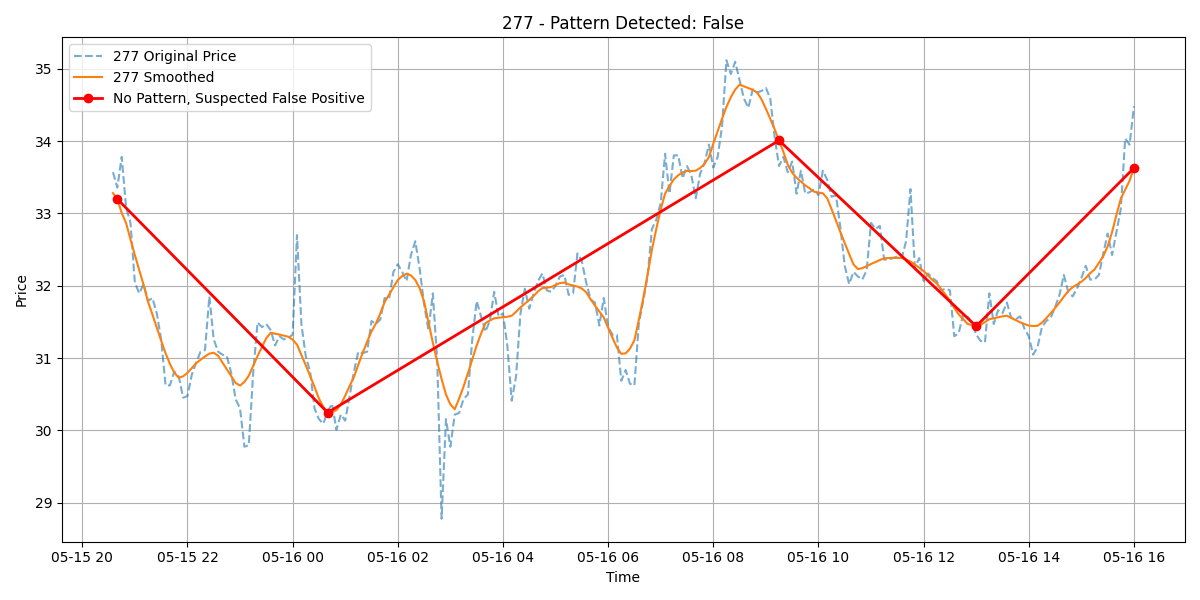 277 - Pattern Detected: False
277 Original Price
277 Smoothed
No Pattern, Suspected False Positive
Price
35
34
33
32
31
30
29
05-15 20 05-15 22 05-16 00 05-16 02 05-16 04 05-16 06 05-16 08 05-16 10 05-16 12 05-16 14 05-16 16
Time